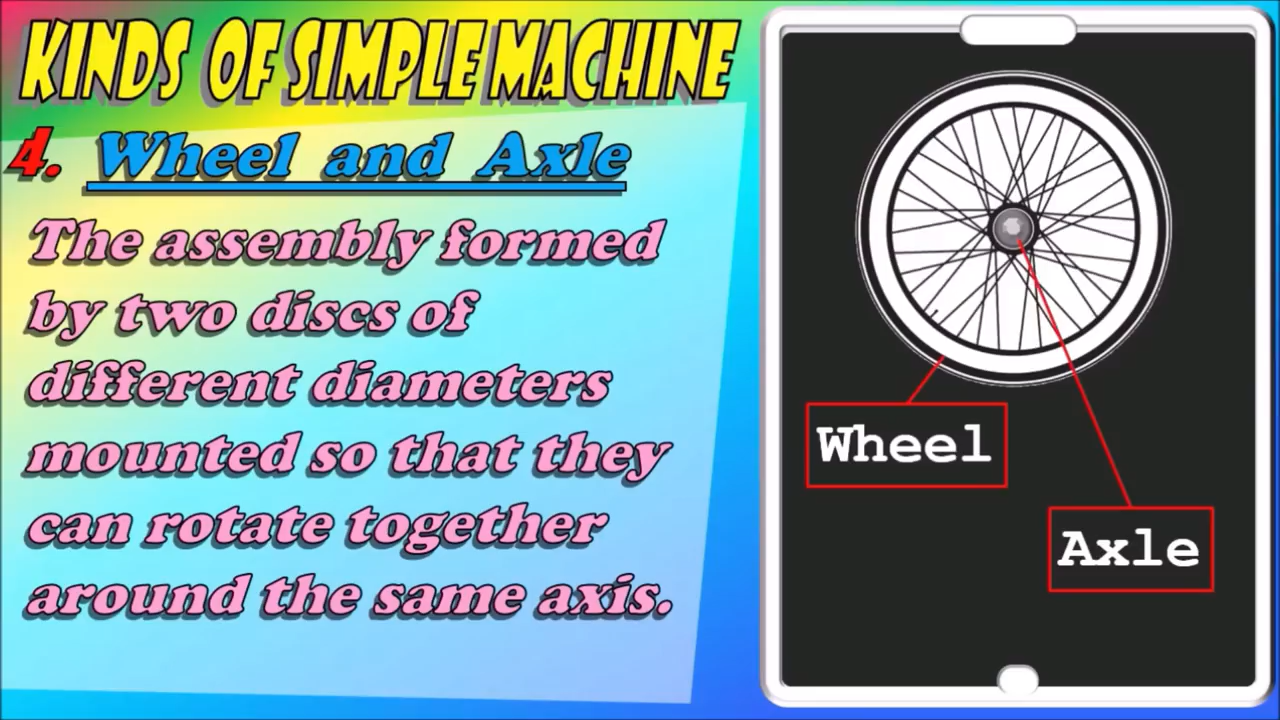 KINDS OF SIMPLE MACHINE
4. Wheel and Axle
The assembly formed
by two discs of
different diameters
mounted so that they
can rotate together
around the same axis.
Wheel
Axle